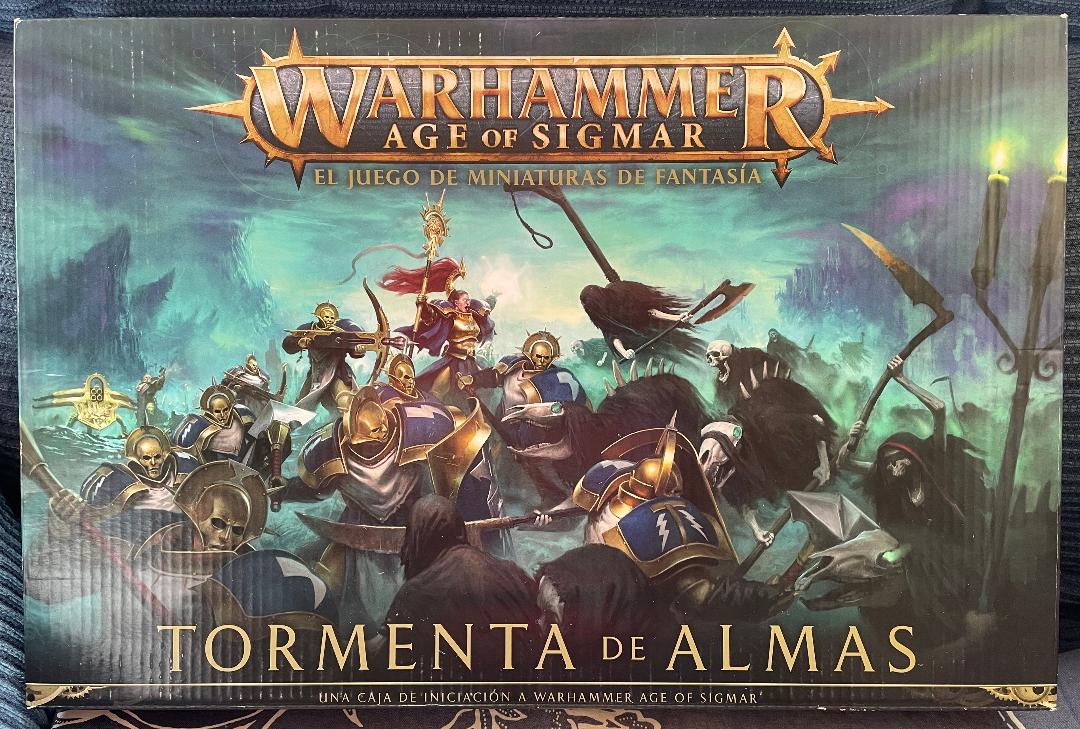 WARHAMMER
AGE OF SIGMAR
EL JUEGO DE MINIATURAS DE FANTASÍA
TORMENTA DE ALMAS
UNA CAJA DE INICIACIÓN A WARHAMMER AGE OF SIGMAR